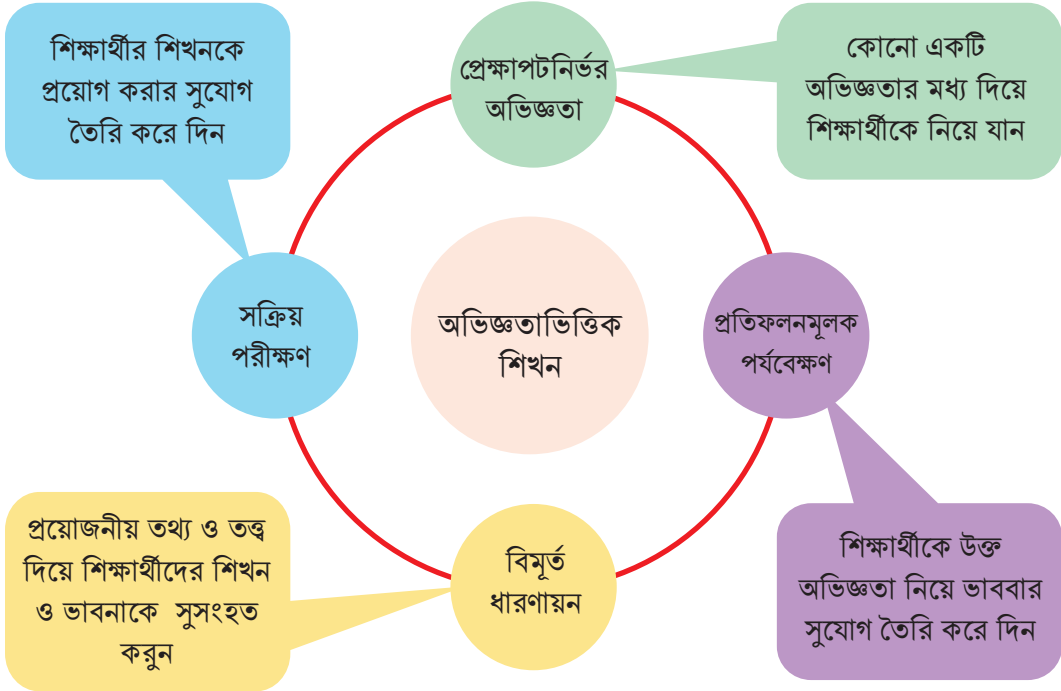 শিক্ষার্থীর শিখনকে
প্রয়োগ করার সুযোগ
তৈরি করে দিন
প্রেক্ষাপটনির্ভর
অভিজ্ঞতা
কোনো একটি
অভিজ্ঞতার মধ্য দিয়ে
শিক্ষার্থীকে নিয়ে যান
সক্রিয়
পরীক্ষণ
অভিজ্ঞতাভিত্তিক
শিখন
প্রতিফলনমূলক
পর্যবেক্ষণ
প্রয়োজনীয় তথ্য ও তত্ত্ব
দিয়ে শিক্ষার্থীদের শিখন
ও ভাবনাকে সুসংহত
করুন
বিমূর্ত
ধারণায়ন
শিক্ষার্থীকে উক্ত
অভিজ্ঞতা নিয়ে ভাববার
সুযোগ তৈরি করে দিন